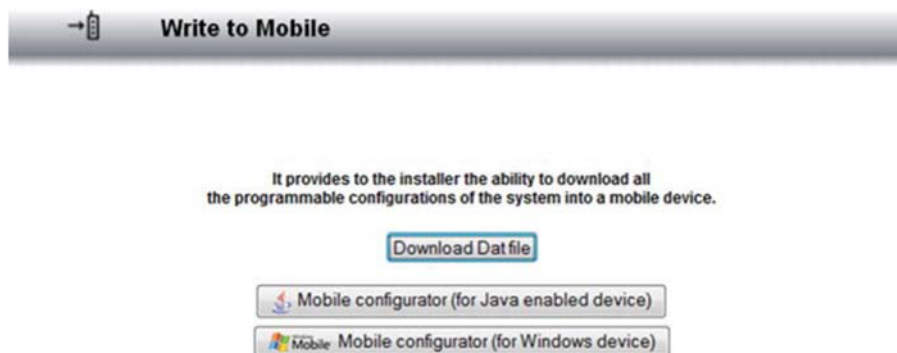 Write to Mobile
It provides to the installer the ability to download all
the programmable configurations of the system into a mobile device.
Download Dat file
Mobile configurator (for Java enabled device)
Windows Mobile Mobile configurator (for Windows device)